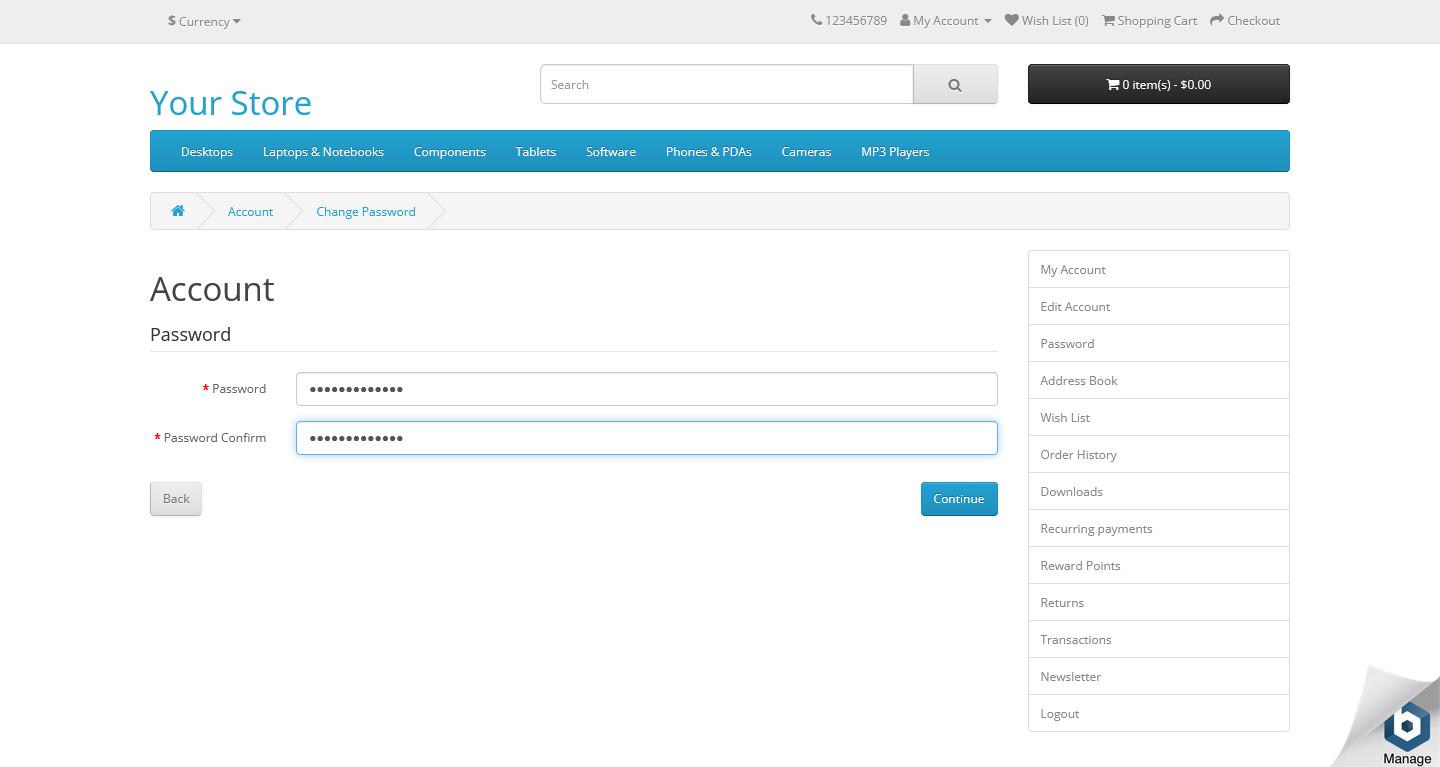 $ Currency
123456789 My Account Wish List (0) Shopping Cart Checkout
Your Store
Search
0 item(s) - $0.00
Desktops Laptops & Notebooks Components Tablets Software Phones & PDAs Cameras MP3 Players
Account Change Password
Account
Password
* Password
* Password Confirm
Back
Continue
My Account
Edit Account
Password
Address Book
Wish List
Order History
Downloads
Recurring payments
Reward Points
Returns
Transactions
Newsletter
Logout
Manage